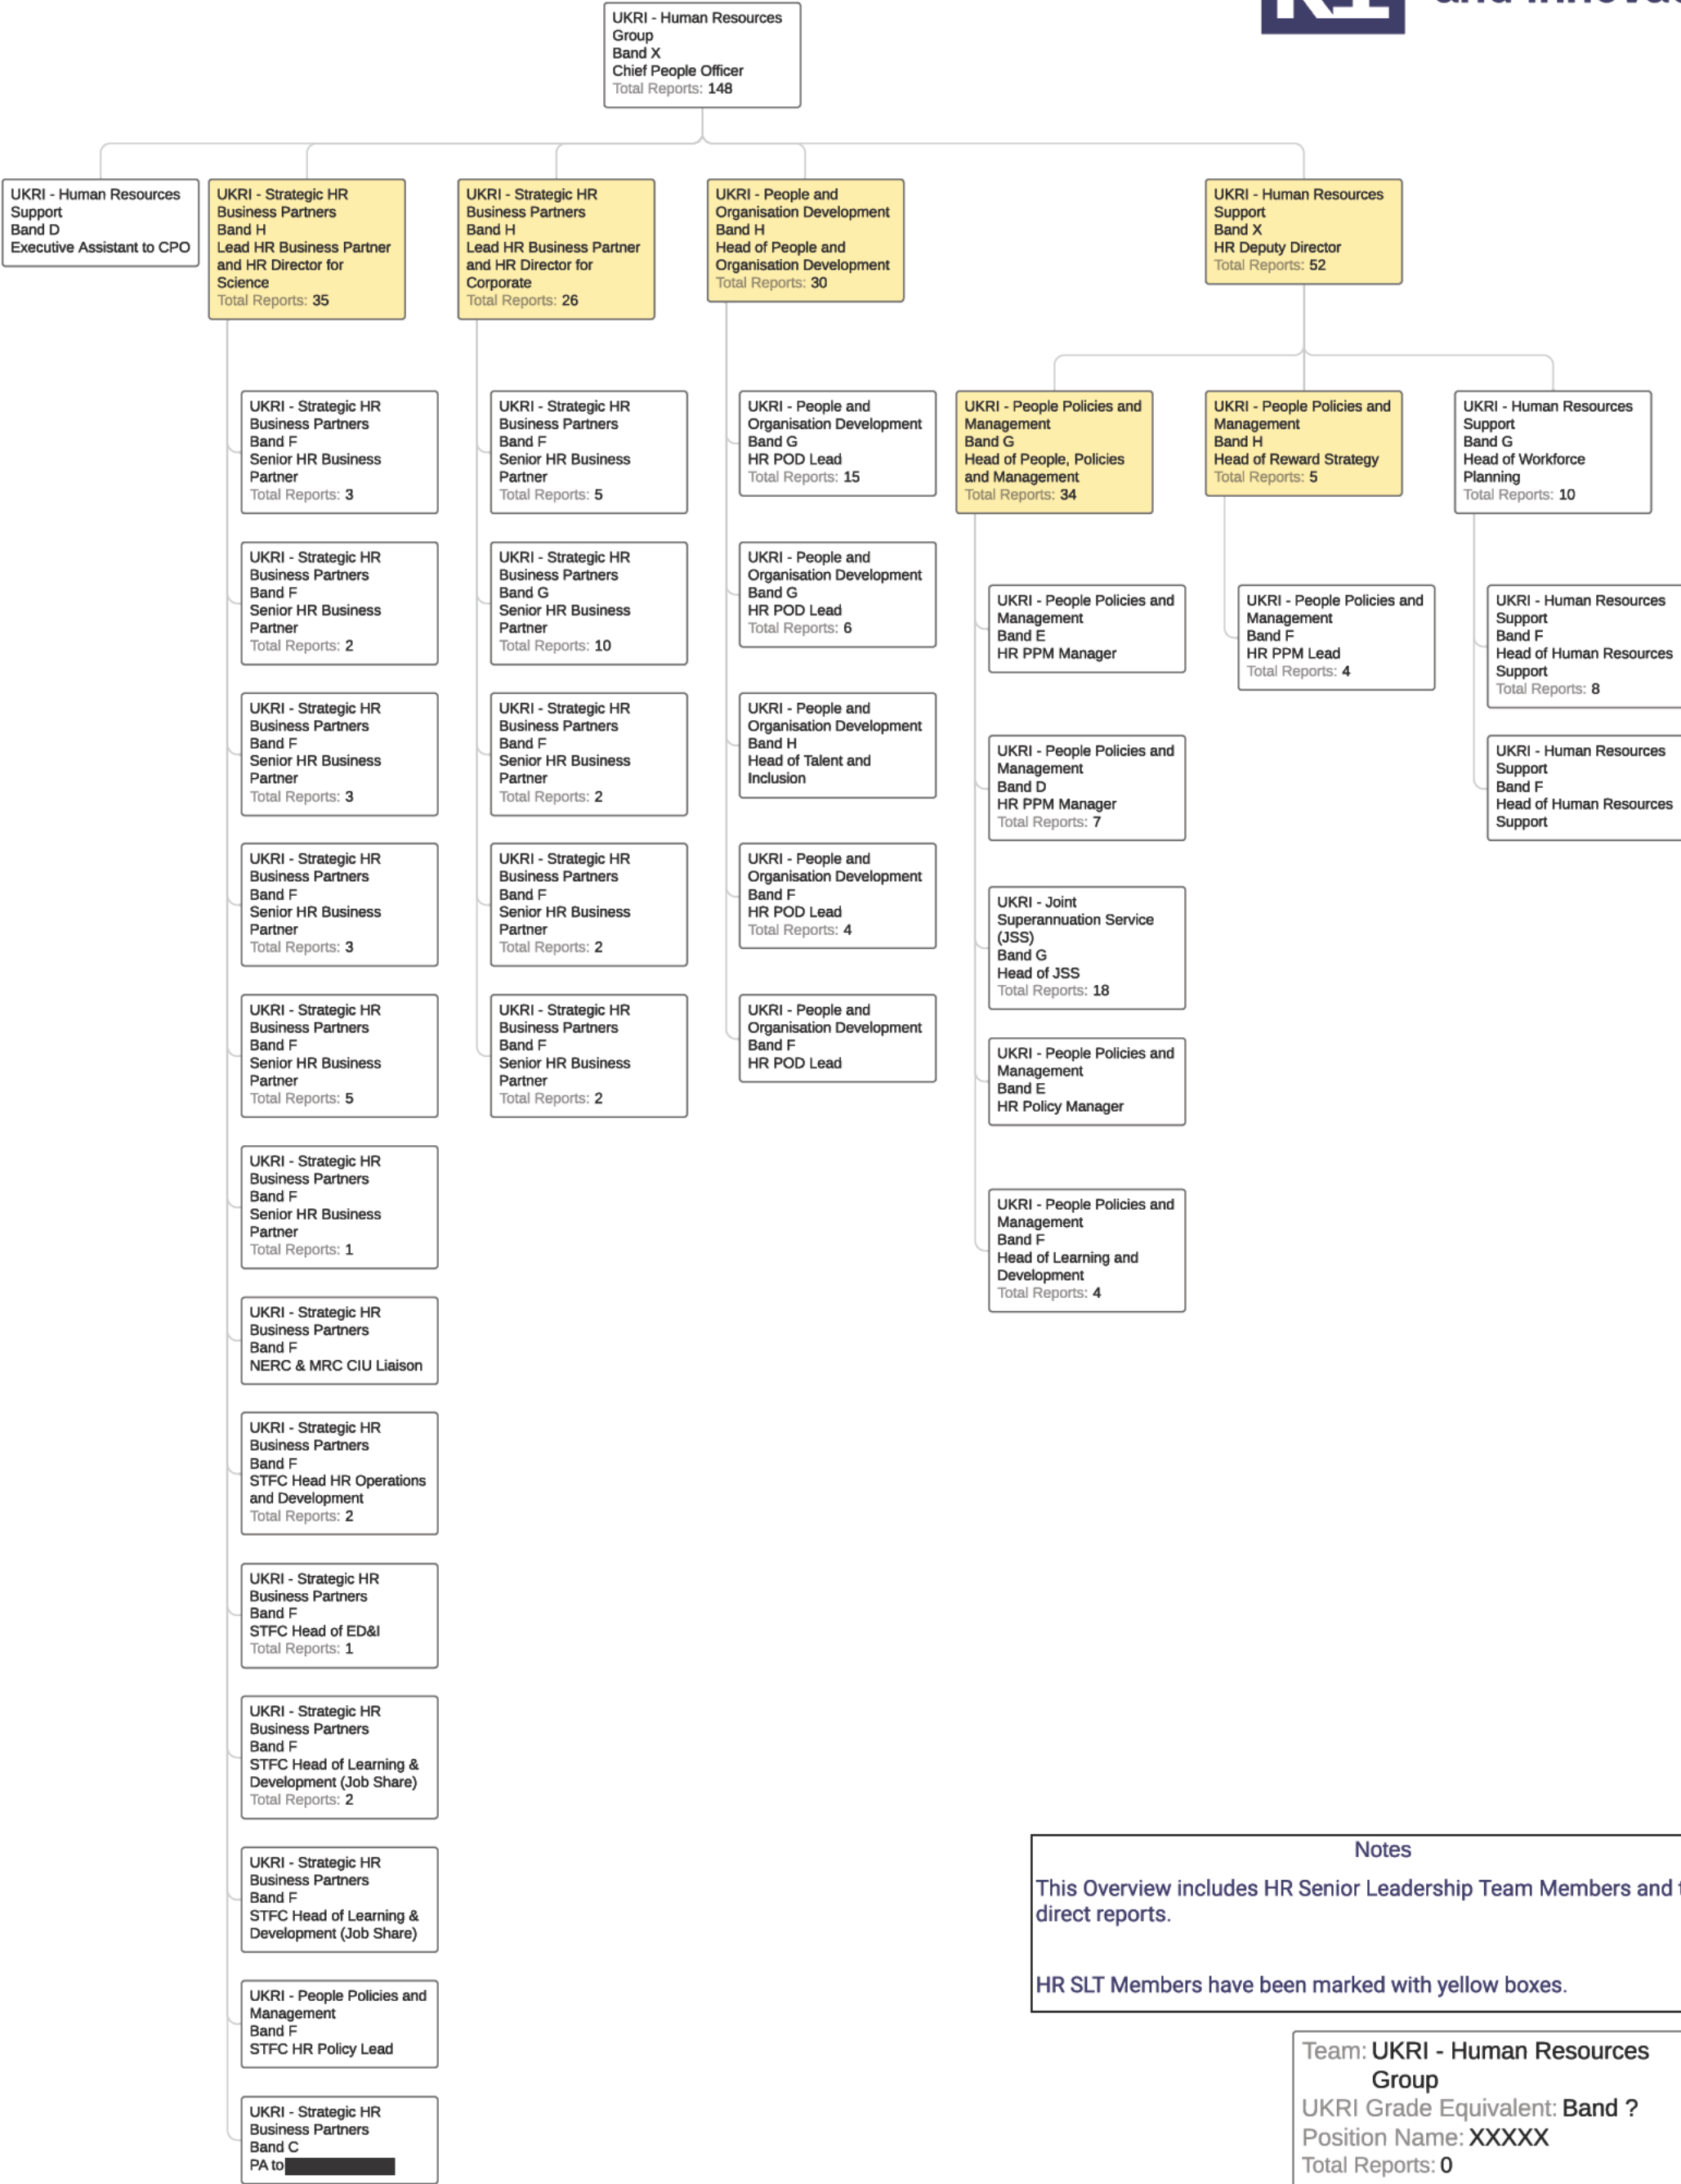 UKRI - Human Resources
Group
Band X
Chief People Officer
Total Reports: 148
UKRI - Human Resources
Support
Band D
Executive Assistant to CPO
UKRI - Strategic HR
Business Partners
Band H
Lead HR Business Partner
and HR Director for
Science
Total Reports: 35
UKRI - Strategic HR
Business Partners
Band H
Lead HR Business Partner
and HR Director for
Corporate
Total Reports: 26
UKRI - People and
Organisation Development
Band H
Head of People and
Organisation Development
Total Reports: 30
UKRI - Human Resources
Support
Band X
HR Deputy Director
Total Reports: 52
UKRI - Strategic HR
Business Partners
Band F
Senior HR Business
Partner
Total Reports: 3
UKRI - Strategic HR
Business Partners
Band F
Senior HR Business
Partner
Total Reports: 2
UKRI - Strategic HR
Business Partners
Band F
Senior HR Business
Partner
Total Reports: 3
UKRI - Strategic HR
Business Partners
Band F
Senior HR Business
Partner
Total Reports: 3
UKRI - Strategic HR
Business Partners
Band F
Senior HR Business
Partner
Total Reports: 5
UKRI - Strategic HR
Business Partners
Band F
Senior HR Business
Partner
Total Reports: 1
UKRI - Strategic HR
Business Partners
Band F
NERC & MRC CIU Liaison
UKRI - Strategic HR
Business Partners
Band F
STFC Head HR Operations
and Development
Total Reports: 2
UKRI - Strategic HR
Business Partners
Band F
STFC Head of ED&I
Total Reports: 1
UKRI - Strategic HR
Business Partners
Band F
STFC Head of Learning &
Development (Job Share)
Total Reports: 2
UKRI - Strategic HR
Business Partners
Band F
STFC Head of Learning &
Development (Job Share)
UKRI - People Policies and
Management
Band F
STFC HR Policy Lead
UKRI - Strategic HR
Business Partners
Band C
PA to
UKRI - Strategic HR
Business Partners
Band F
Senior HR Business
Partner
Total Reports: 5
UKRI - Strategic HR
Business Partners
Band G
Senior HR Business
Partner
Total Reports: 10
UKRI - Strategic HR
Business Partners
Band F
Senior HR Business
Partner
Total Reports: 2
UKRI - Strategic HR
Business Partners
Band F
Senior HR Business
Partner
Total Reports: 2
UKRI - Strategic HR
Business Partners
Band F
Senior HR Business
Partner
Total Reports: 2
UKRI - People and
Organisation Development
Band G
HR POD Lead
Total Reports: 15
UKRI - People and
Organisation Development
Band G
HR POD Lead
Total Reports: 6
UKRI - People and
Organisation Development
Band H
Head of Talent and
Inclusion
UKRI - People and
Organisation Development
Band F
HR POD Lead
Total Reports: 4
UKRI - People and
Organisation Development
Band F
HR POD Lead
UKRI - People Policies and
Management
Band G
Head of People, Policies
and Management
Total Reports: 34
UKRI - People Policies and
Management
Band E
HR PPM Manager
UKRI - People Policies and
Management
Band D
HR PPM Manager
Total Reports: 7
UKRI - Joint
Superannuation Service
(JSS)
Band G
Head of JSS
Total Reports: 18
UKRI - People Policies and
Management
Band E
HR Policy Manager
UKRI - People Policies and
Management
Band F
Head of Learning and
Development
Total Reports: 4
UKRI - People Policies and
Management
Band H
Head of Reward Strategy
Total Reports: 5
UKRI - People Policies and
Management
Band F
HR PPM Lead
Total Reports: 4
UKRI - Human Resources
Support
Band G
Head of Workforce
Planning
Total Reports: 10
UKRI - Human Resources
Support
Band F
Head of Human Resources
Support
Total Reports: 8
UKRI - Human Resources
Support
Band F
Head of Human Resources
Support
Notes
This Overview includes HR Senior Leadership Team Members and
direct reports.
HR SLT Members have been marked with yellow boxes.
Team: UKRI - Human Resources
Group
UKRI Grade Equivalent: Band ?
Position Name: XXXXX
Total Reports: 0